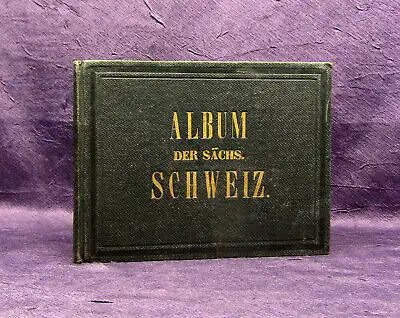 ALBUM
DER SÄCHS.
SCHWEIZ.